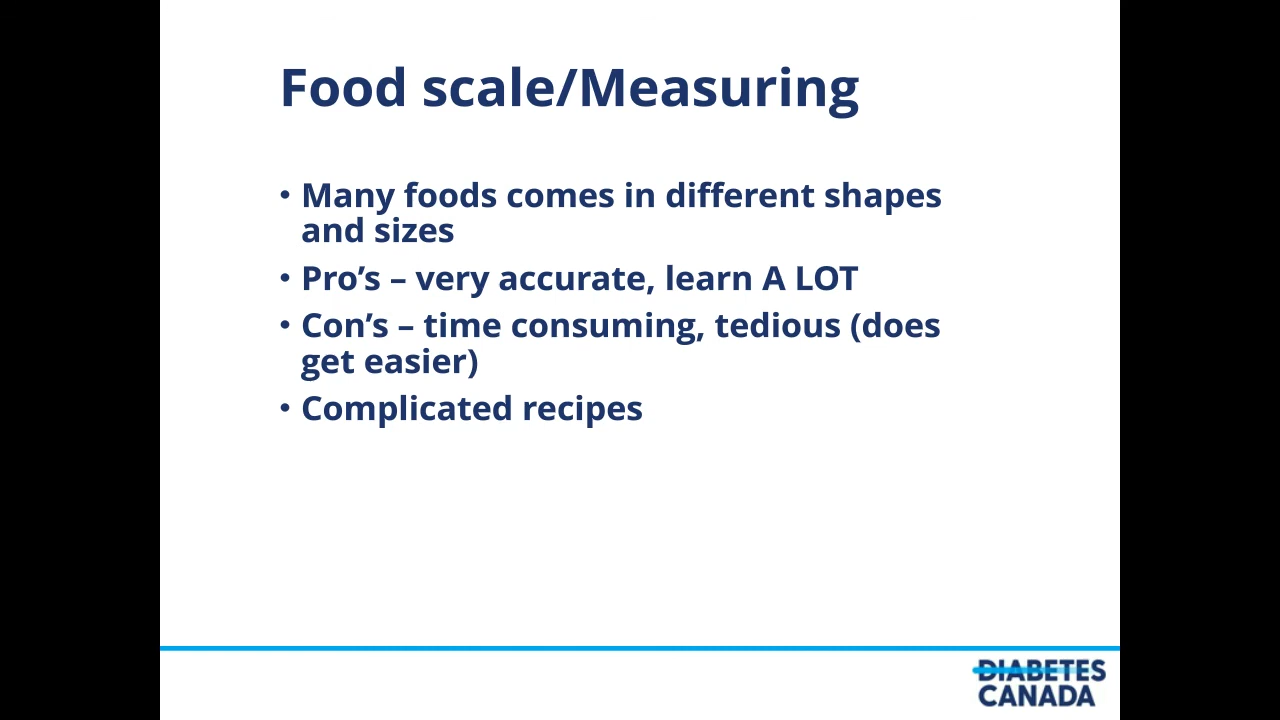 Food scale/Measuring
• Many foods comes in different shapes
and sizes
• Pro’s – very accurate, learn A LOT
• Con’s – time consuming, tedious (does
get easier)
• Complicated recipes
DIABETES
CANADA